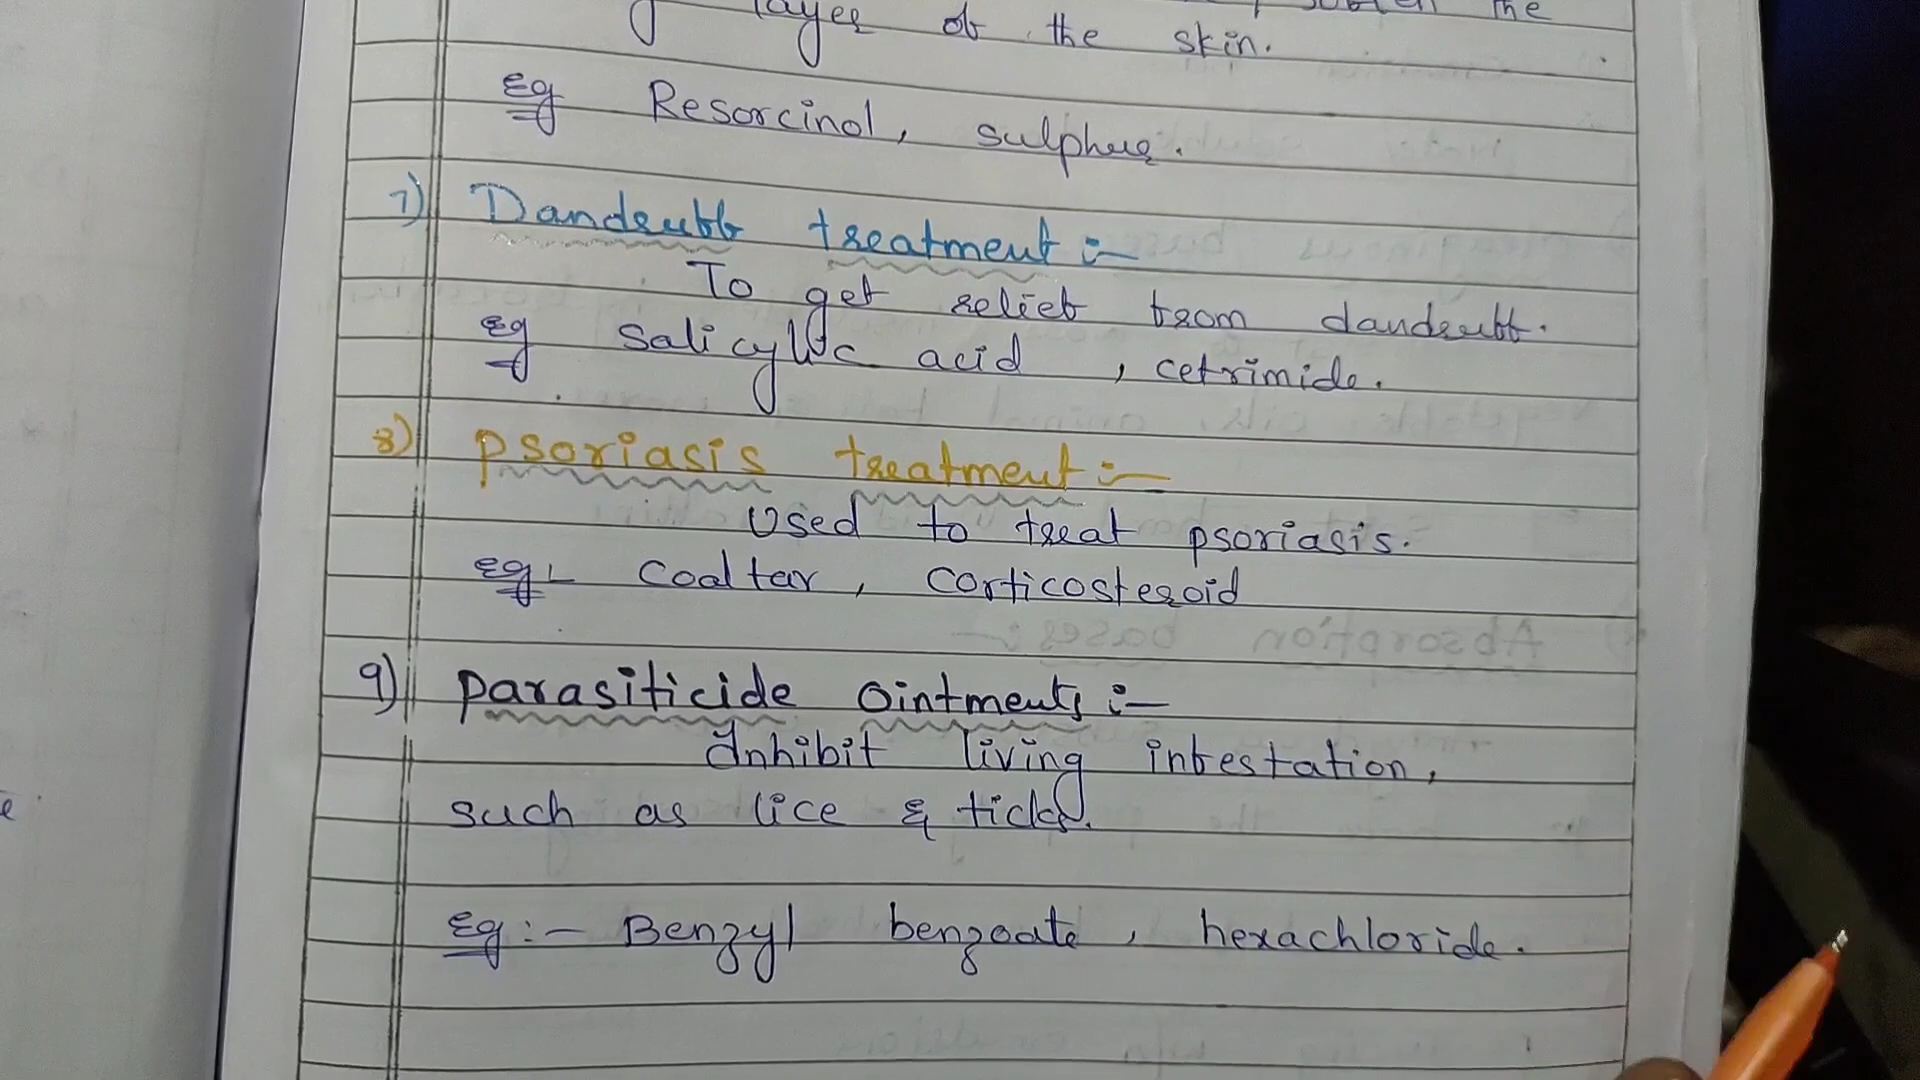 layer of the skin.
Eg Resorcinol, sulphur.
7) Dandruff treatment :-
To get relief from dandruff.
Eg Salicylic acid , cetrimide.
8) Psoriasis treatment :-
Used to treat psoriasis.
Eg:- Coaltar , Corticosteroid
9) Parasiticide Ointments :-
Inhibit living infestation,
such as lice & ticks.
Eg :- Benzyl benzoate , hexachloride.